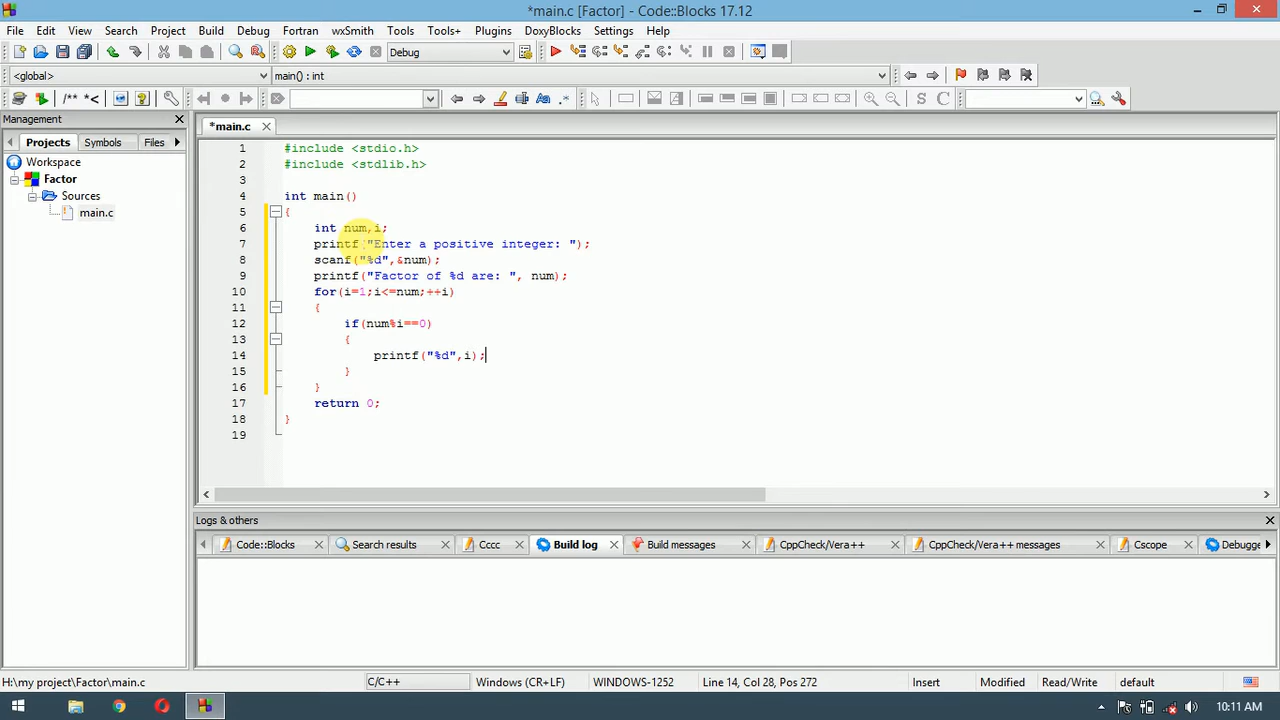 *main.c [Factor] - Code::Blocks 17.12
File Edit View Search Project Build Debug Fortran wxSmith Tools Tools+ Plugins DoxyBlocks Settings Help
Debug
<global> main() : int
/** *< Aa .* S C
Management
Projects Symbols Files
*main.c
Workspace
Factor
Sources
main.c
1 #include <stdio.h>
2 #include <stdlib.h>
3
4 int main()
5 {
6 int num,i;
7 printf("Enter a positive integer: ");
8 scanf("%d",&num);
9 printf("Factor of %d are: ", num);
10 for(i=1;i<=num;++i)
11 {
12 if(num%i==0)
13 {
14 printf("%d",i);
15 }
16 }
17 return 0;
18 }
19
Logs & others
Code::Blocks Search results Cccc Build log Build messages CppCheck/Vera++ CppCheck/Vera++ messages Cscope Debugge
H:\my project\Factor\main.c C/C++ Windows (CR+LF) WINDOWS-1252 Line 14, Col 28, Pos 272 Insert Modified Read/Write default
10:11 AM